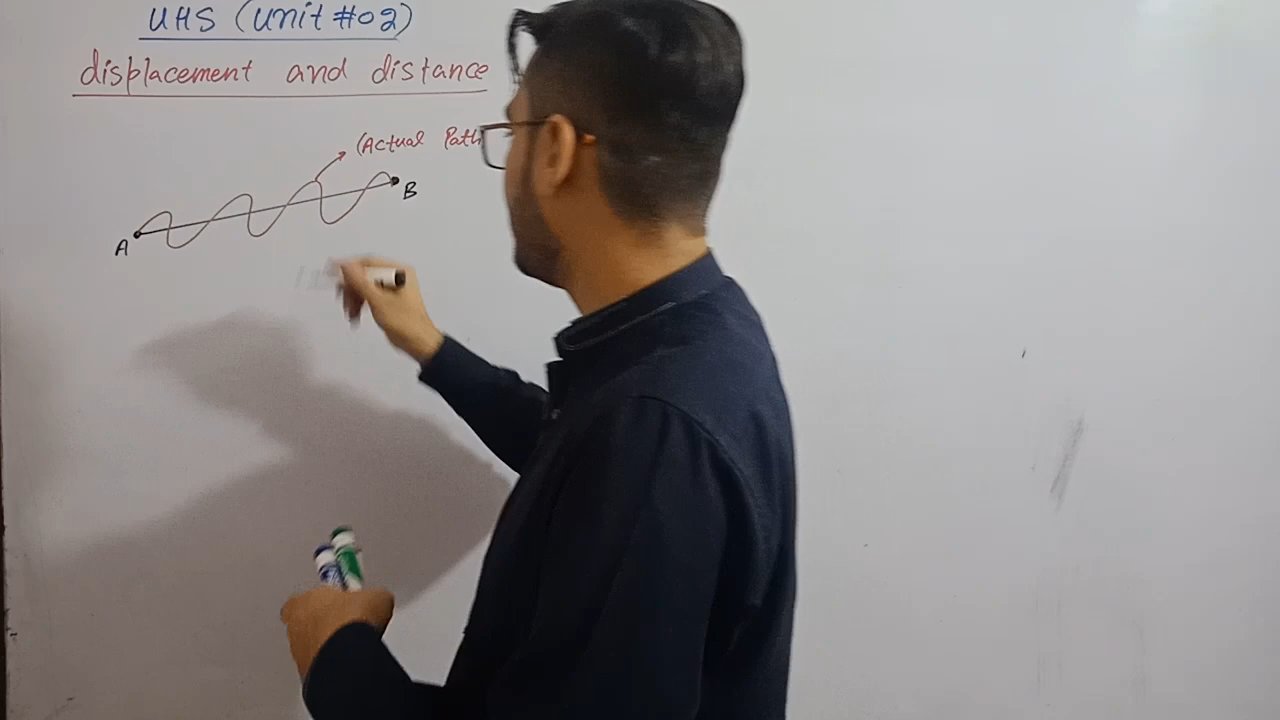 UHS (Unit #02)
displacement and distance
(Actual Path
B
A